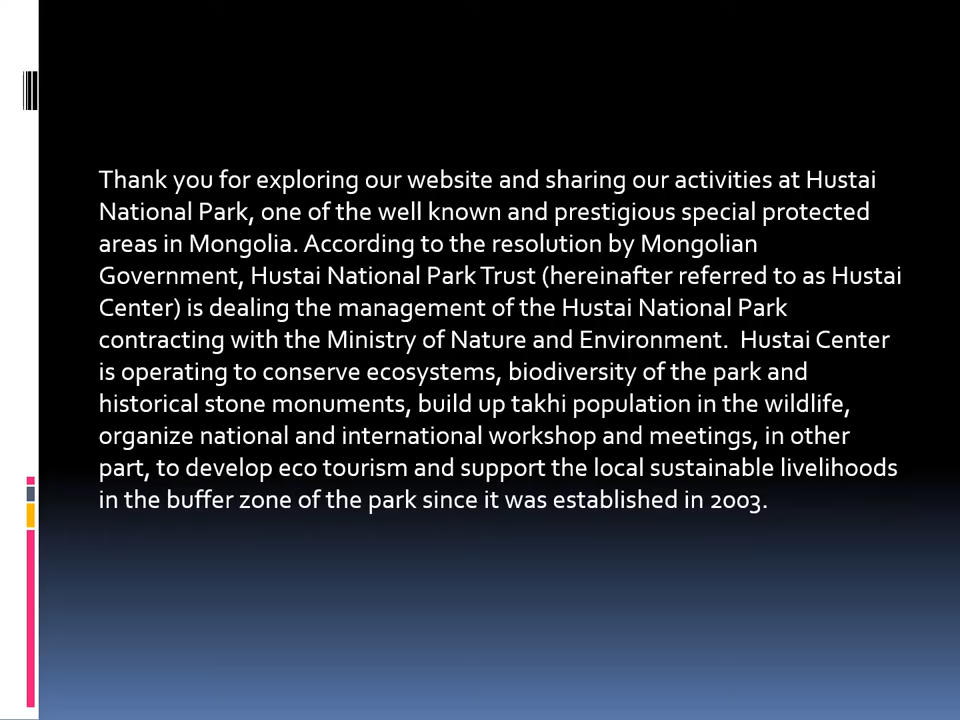 Thank you for exploring our website and sharing our activities at Hustai
National Park, one of the well known and prestigious special protected
areas in Mongolia. According to the resolution by Mongolian
Government, Hustai National Park Trust (hereinafter referred to as Hustai
Center) is dealing the management of the Hustai National Park
contracting with the Ministry of Nature and Environment.  Hustai Center
is operating to conserve ecosystems, biodiversity of the park and
historical stone monuments, build up takhi population in the wildlife,
organize national and international workshop and meetings, in other
part, to develop eco tourism and support the local sustainable livelihoods
in the buffer zone of the park since it was established in 2003.